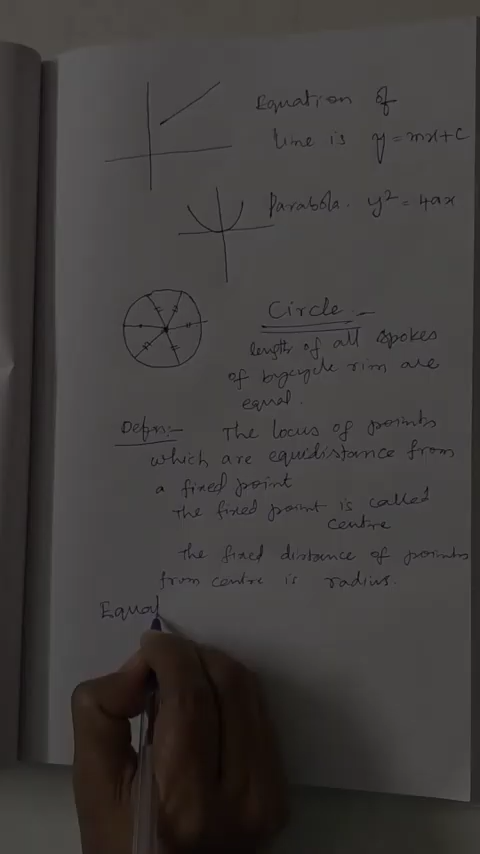 Equation of
line is y = mx + c
Parabola. y² = 4ax
Circle :-
length of all spokes
of bycycle rim are
equal.
Defn:- The locus of points
which are equidistance from
a fixed point
The fixed point is called
centre
The fixed distance of points
from centre is radius.
Equat